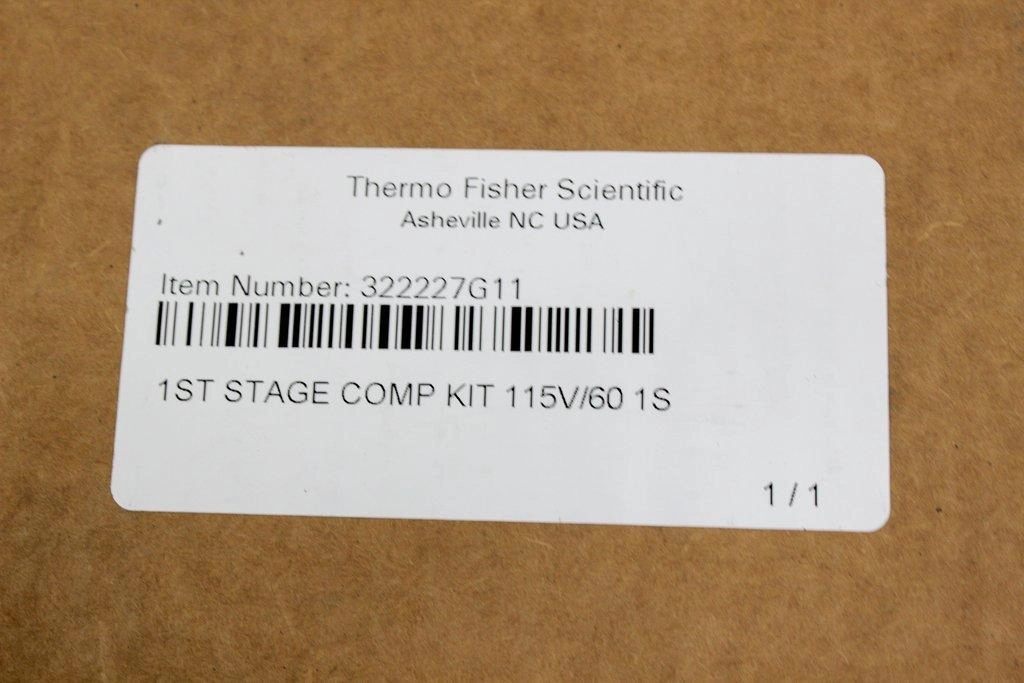 Thermo Fisher Scientific
Asheville NC USA
Item Number: 322227G11
1ST STAGE COMP KIT 115V/60 1S
1 / 1